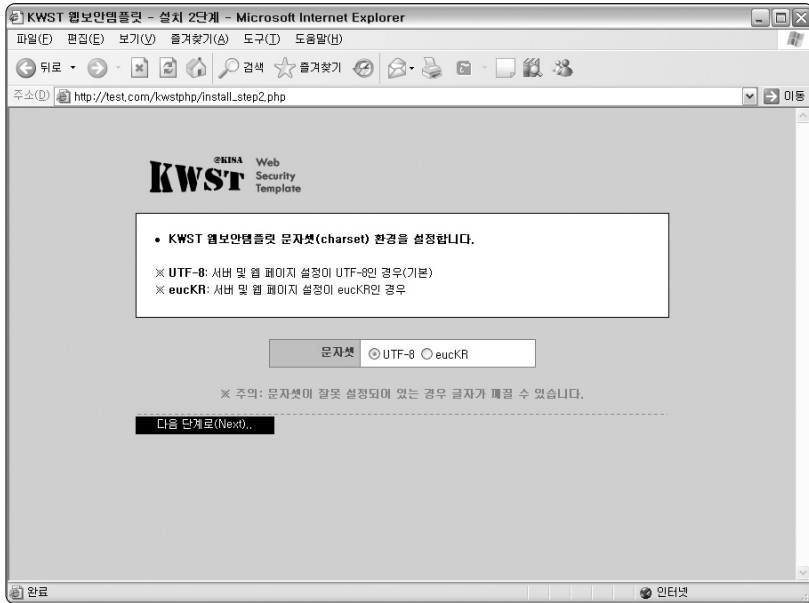 KWST 웹보안템플릿 - 설치 2단계 - Microsoft Internet Explorer
파일(F) 편집(E) 보기(V) 즐겨찾기(A) 도구(T) 도움말(H)
뒤로 검색 즐겨찾기
주소(D) http://test.com/kwstphp/install_step2.php 이동
@KISA
KWST Web Security Template
• KWST 웹보안템플릿 문자셋(charset) 환경을 설정합니다.
※ UTF-8: 서버 및 웹 페이지 설정이 UTF-8인 경우(기본)
※ eucKR: 서버 및 웹 페이지 설정이 eucKR인 경우
문자셋 UTF-8 eucKR
※ 주의: 문자셋이 잘못 설정되어 있는 경우 글자가 깨질 수 있습니다.
다음 단계로(Next)..
완료 인터넷